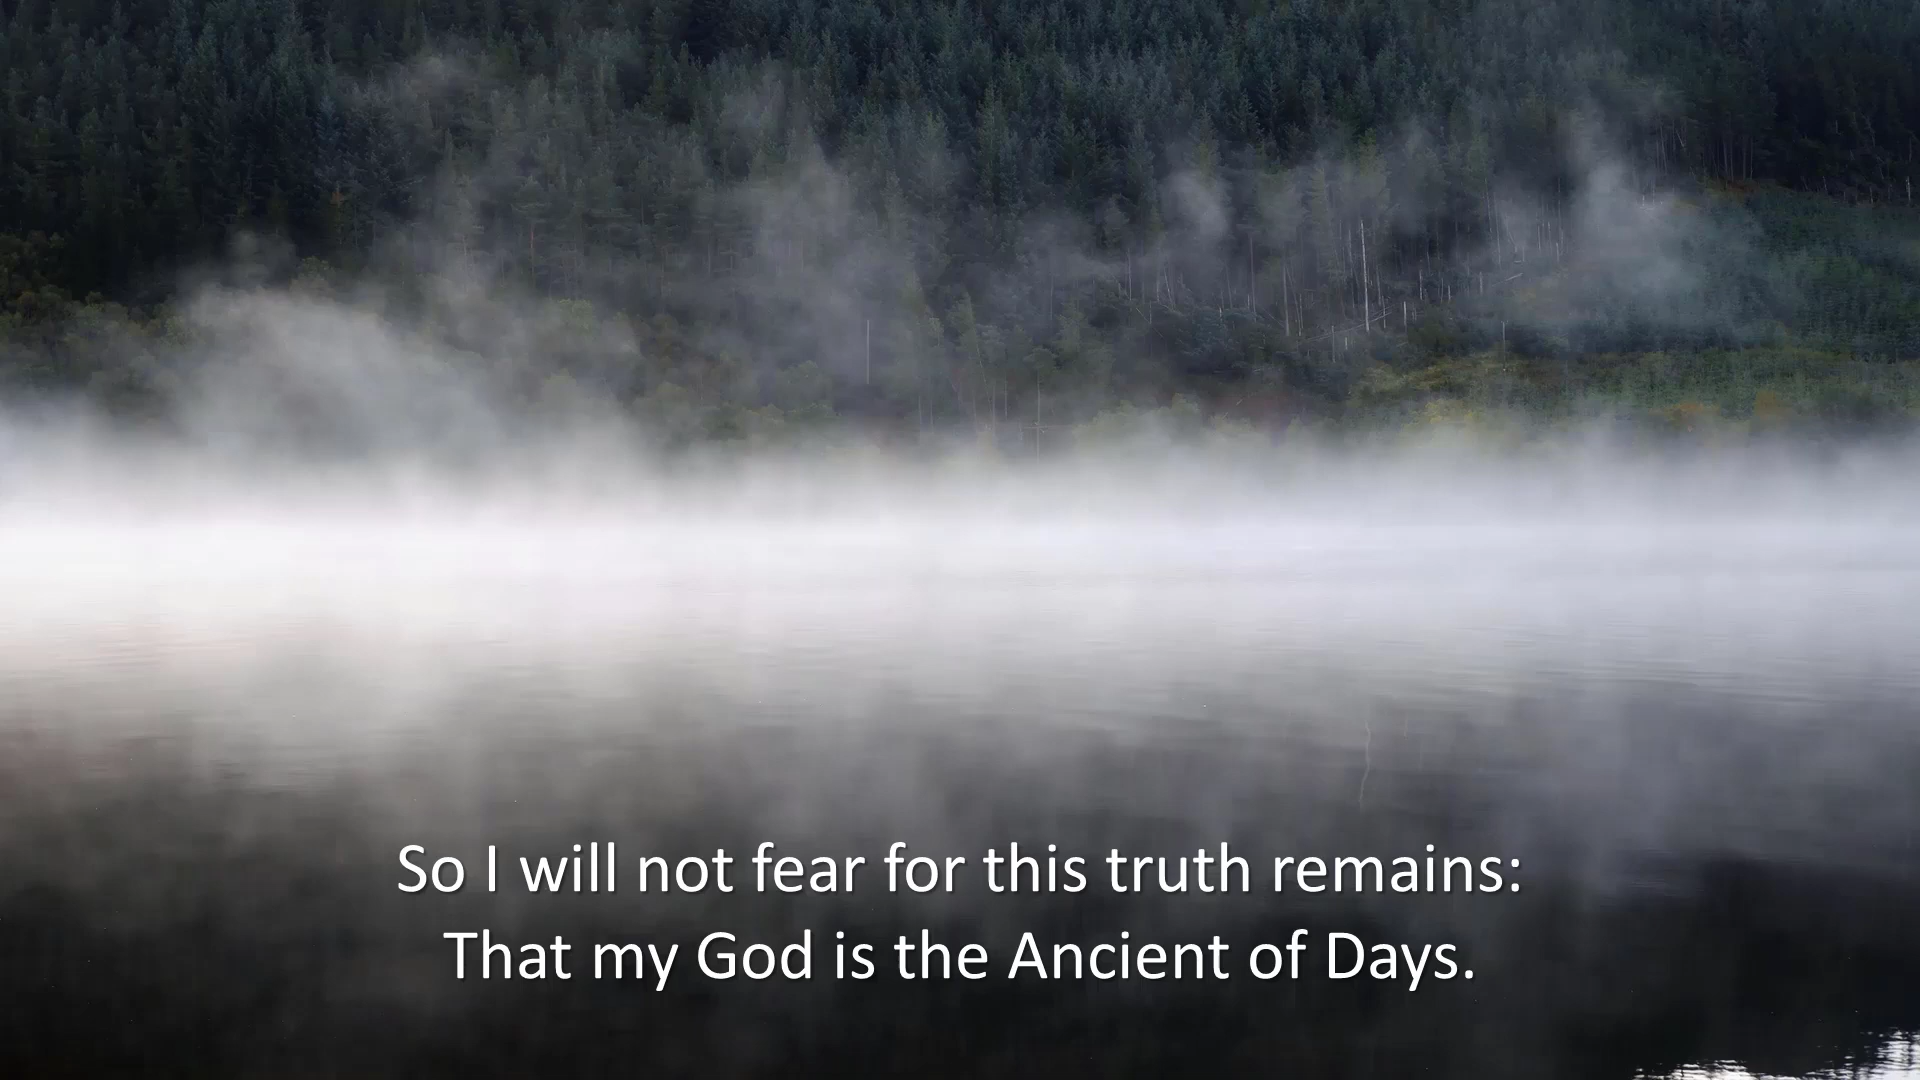 So I will not fear for this truth remains:
That my God is the Ancient of Days.